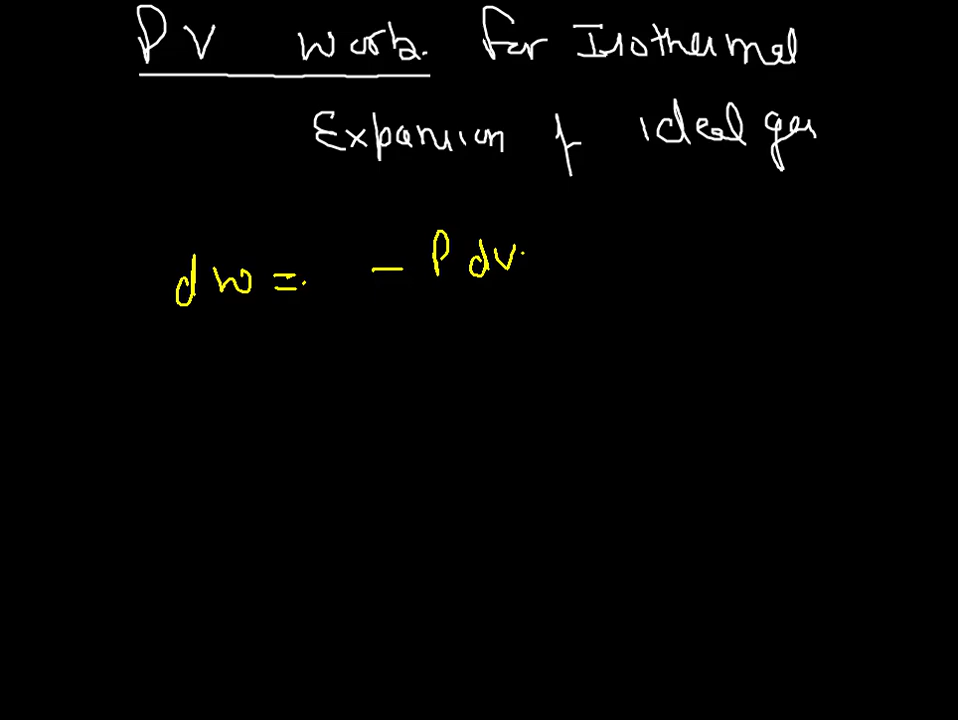 PV work. For Isothermal
Expansion of ideal gas
dw = - P dv.